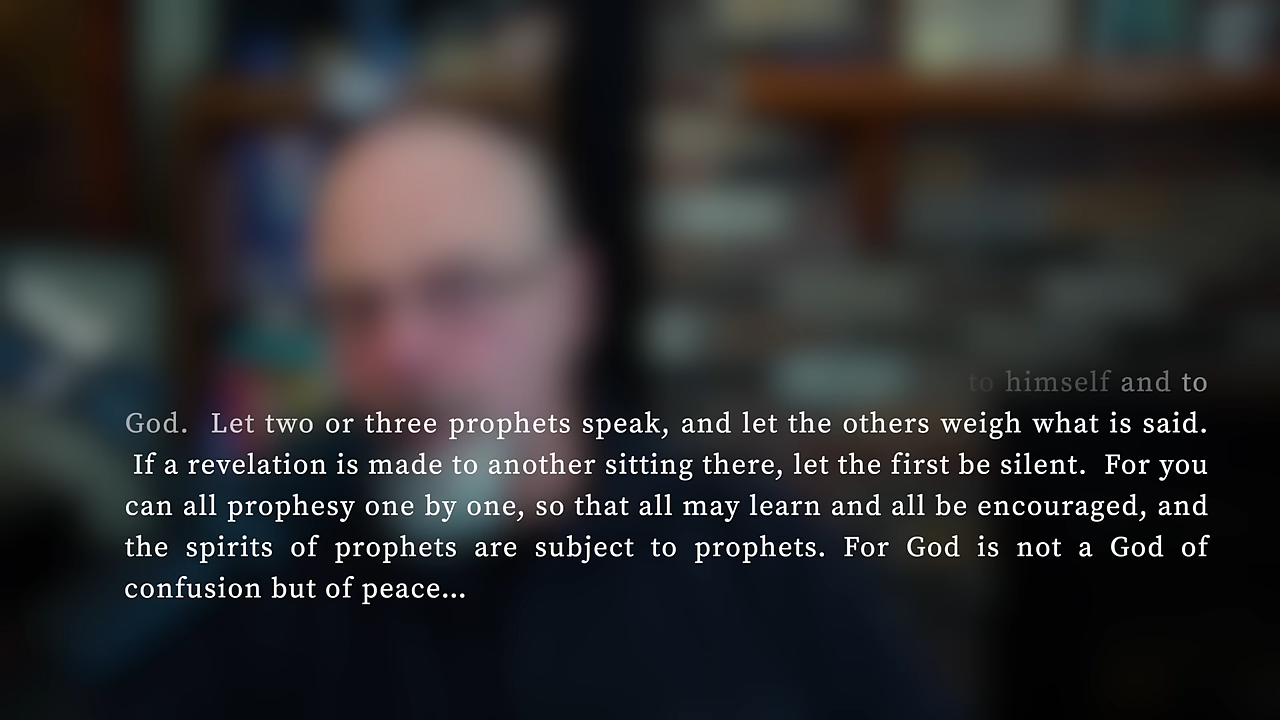 to himself and to
God. Let two or three prophets speak, and let the others weigh what is said.
If a revelation is made to another sitting there, let the first be silent. For you
can all prophesy one by one, so that all may learn and all be encouraged, and
the spirits of prophets are subject to prophets. For God is not a God of
confusion but of peace...